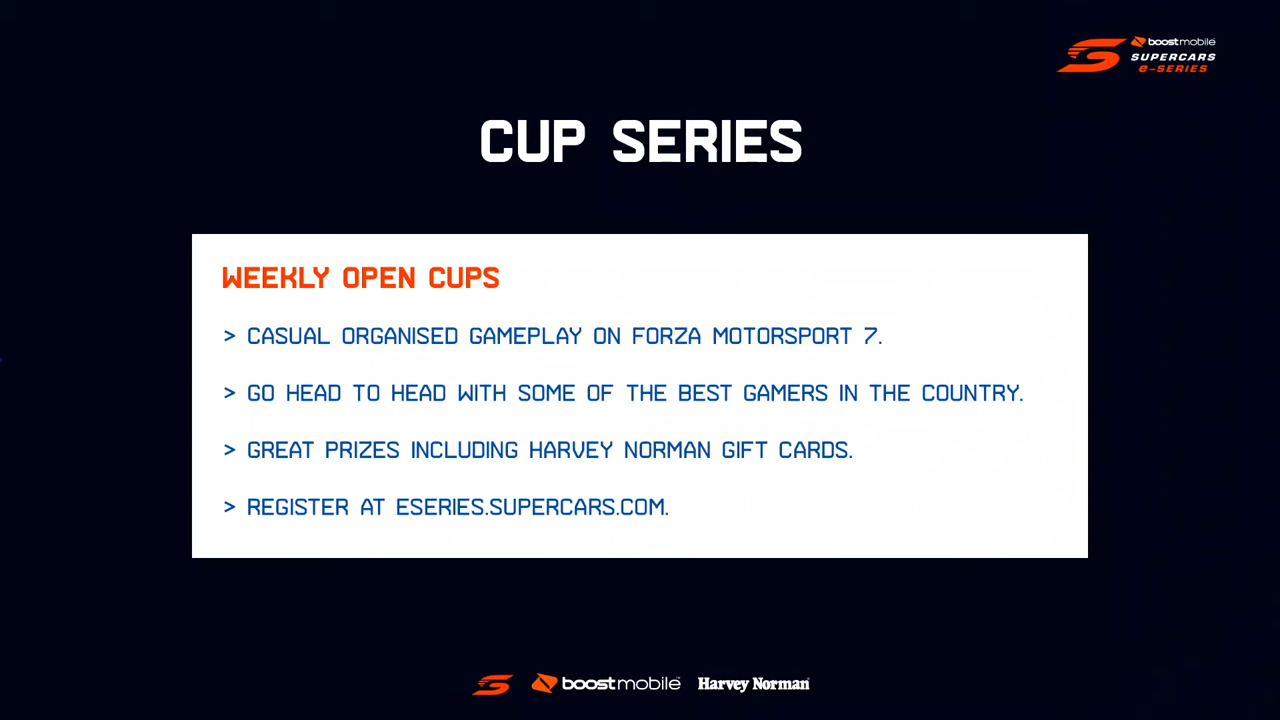 boostmobile
SUPERCARS
e-SERIES
CUP SERIES
WEEKLY OPEN CUPS
> CASUAL ORGANISED GAMEPLAY ON FORZA MOTORSPORT 7.
> GO HEAD TO HEAD WITH SOME OF THE BEST GAMERS IN THE COUNTRY.
> GREAT PRIZES INCLUDING HARVEY NORMAN GIFT CARDS.
> REGISTER AT ESERIES.SUPERCARS.COM.
boostmobile Harvey Norman